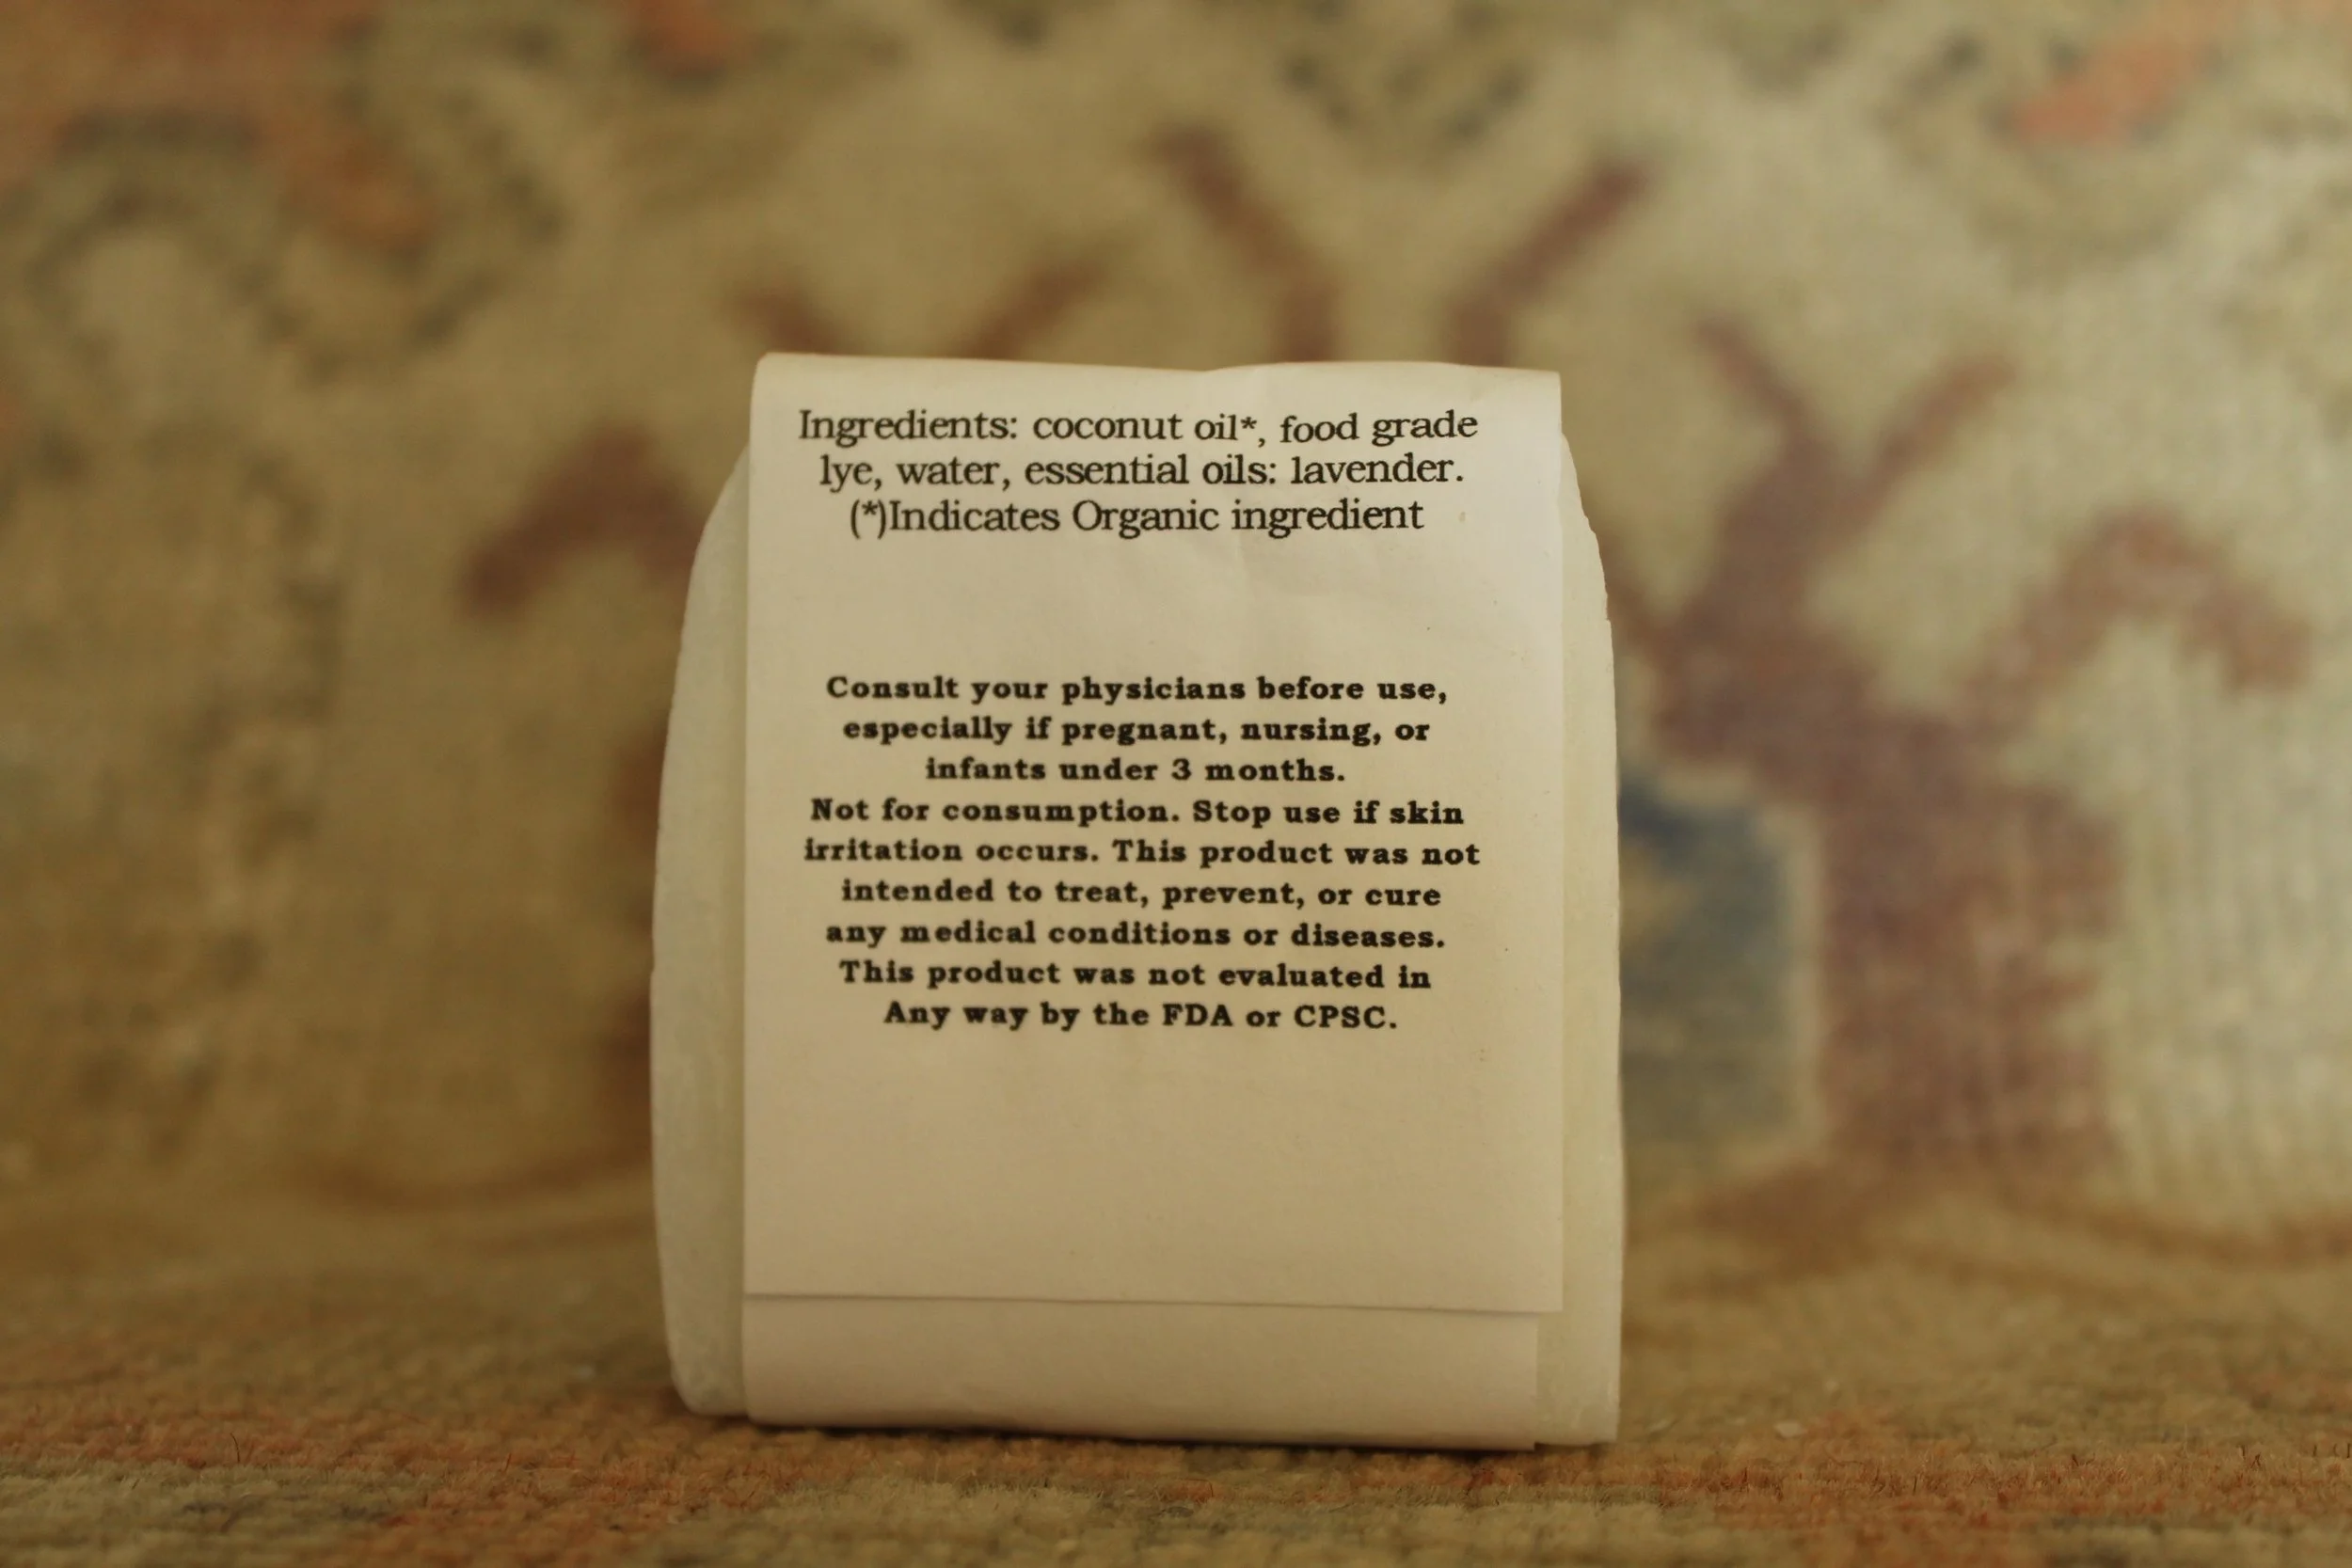 Ingredients: coconut oil*, food grade
lye, water, essential oils: lavender.
(*)Indicates Organic ingredient
Consult your physicians before use,
especially if pregnant, nursing, or
infants under 3 months.
Not for consumption. Stop use if skin
irritation occurs. This product was not
intended to treat, prevent, or cure
any medical conditions or diseases.
This product was not evaluated in
Any way by the FDA or CPSC.